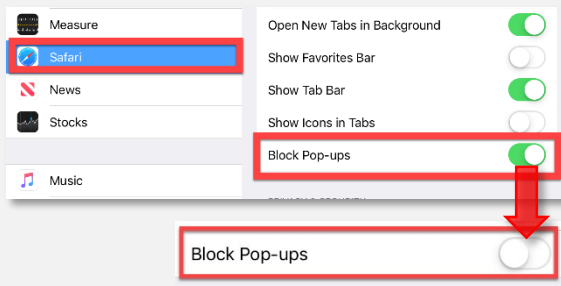 Measure
Safari
News
Stocks
Music
Open New Tabs in Background
Show Favorites Bar
Show Tab Bar
Show Icons in Tabs
Block Pop-ups
Block Pop-ups